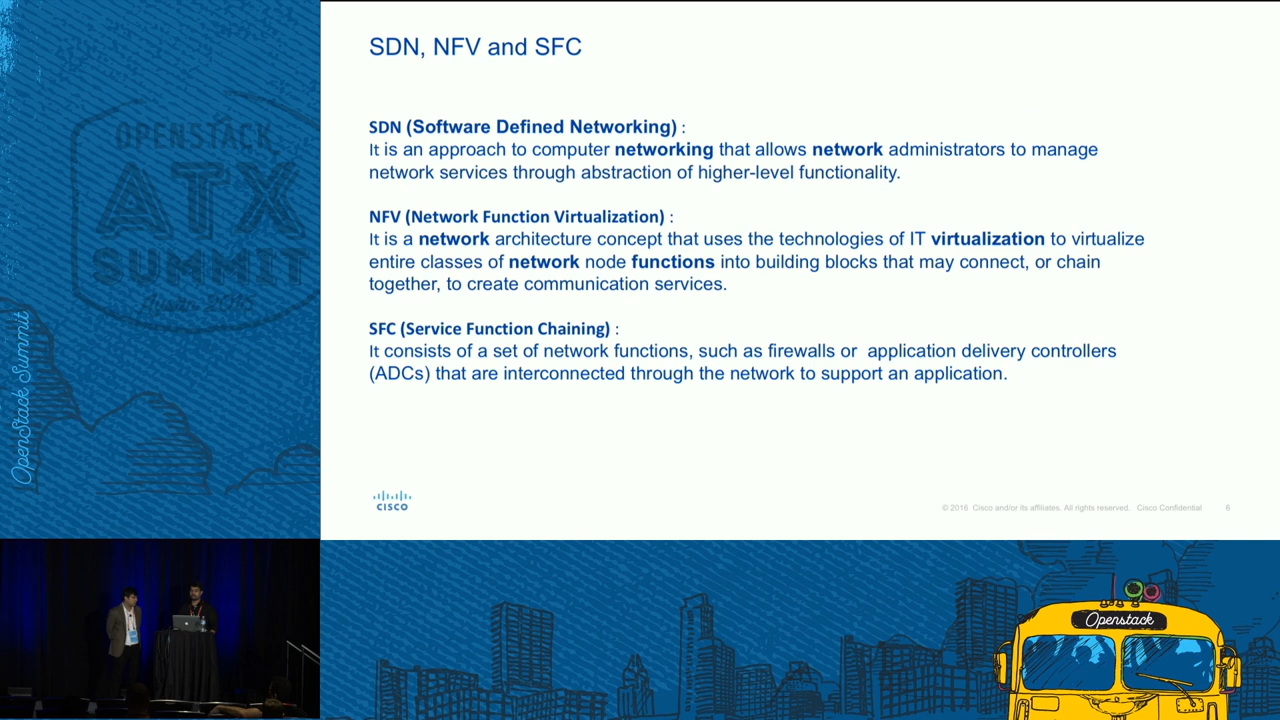 SDN, NFV and SFC
SDN (Software Defined Networking) :
It is an approach to computer networking that allows network administrators to manage
network services through abstraction of higher-level functionality.
NFV (Network Function Virtualization) :
It is a network architecture concept that uses the technologies of IT virtualization to virtualize
entire classes of network node functions into building blocks that may connect, or chain
together, to create communication services.
SFC (Service Function Chaining) :
It consists of a set of network functions, such as firewalls or  application delivery controllers
(ADCs) that are interconnected through the network to support an application.
CISCO
© 2016 Cisco and/or its affiliates. All rights reserved. Cisco Confidential 6
OPENSTACK
ATX
SUMMIT
Austin 2016
OpenStack Summit
Openstack